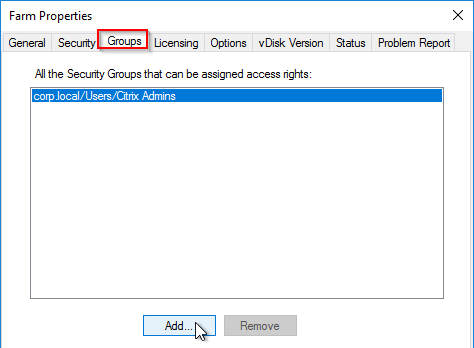 Farm Properties
General Security Groups Licensing Options vDisk Version Status Problem Report
All the Security Groups that can be assigned access rights:
corp.local/Users/Citrix Admins
Add... Remove